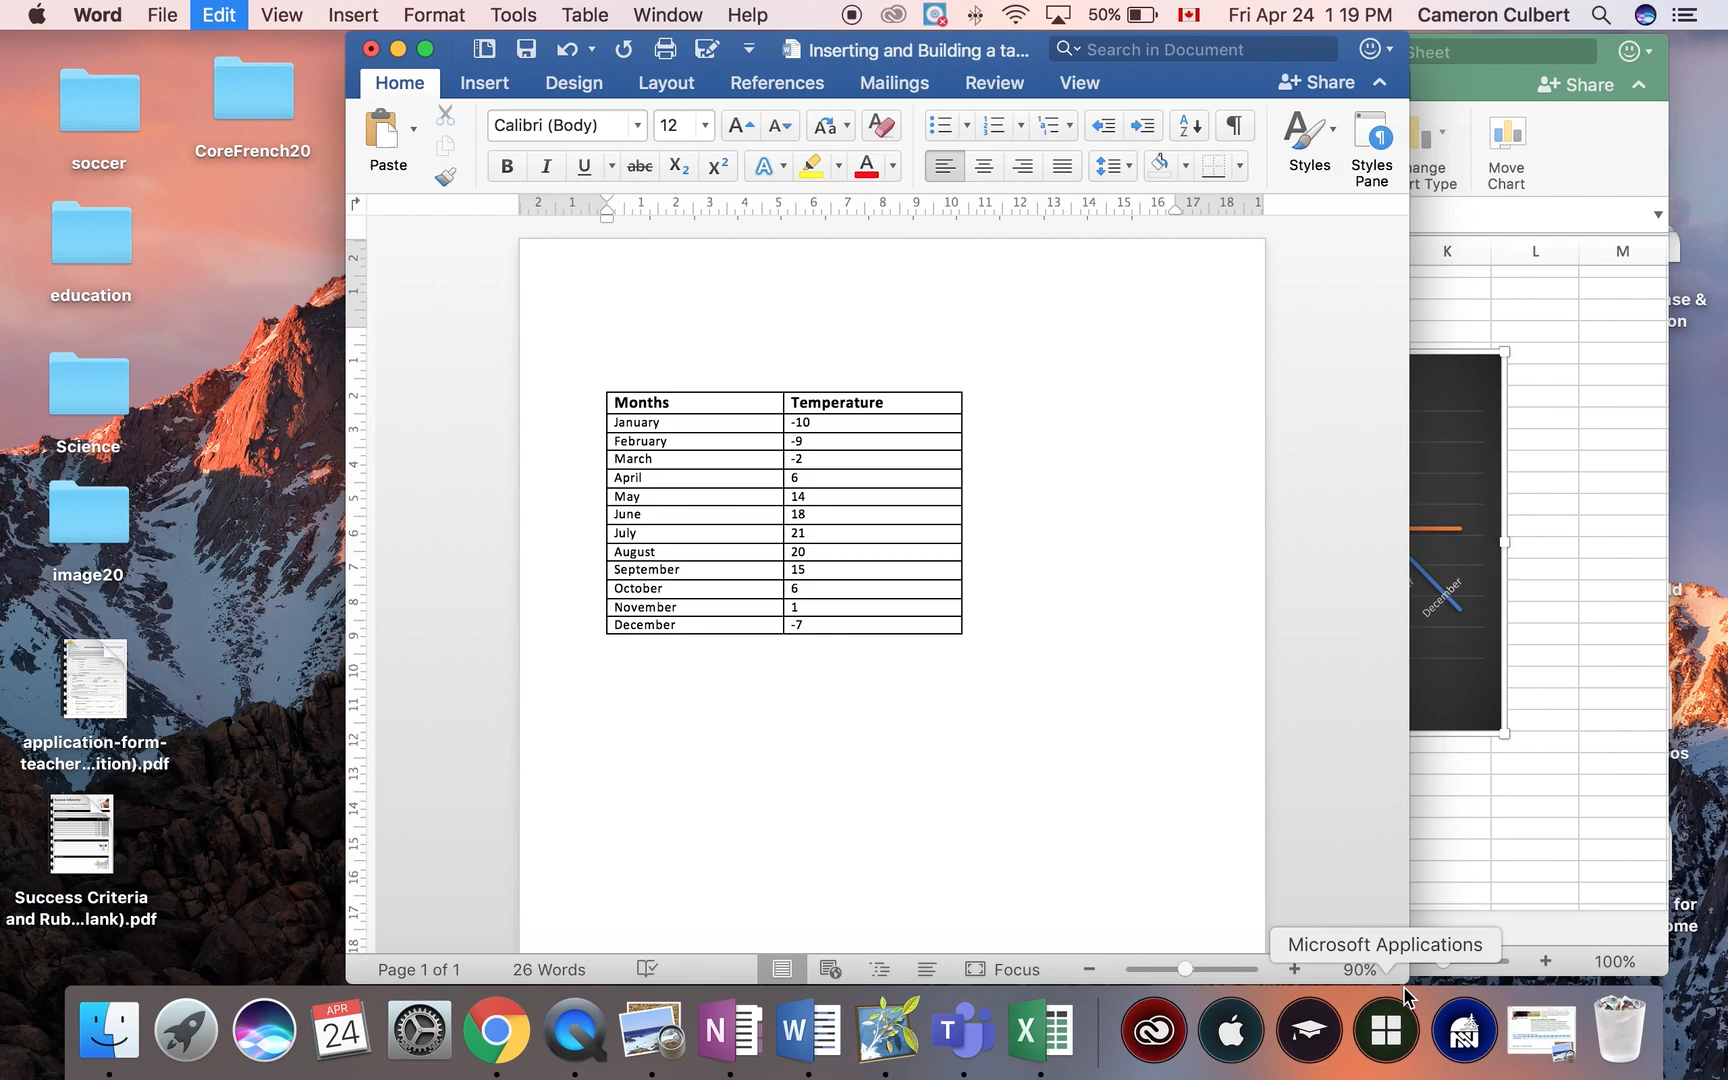 Word File Edit View Insert Format Tools Table Window Help 50% Fri Apr 24 1 19 PM Cameron Culbert
Inserting and Building a ta... Search in Document
Home Insert Design Layout References Mailings Review View Share
Share
Calibri (Body) 12
Paste
abc
Styles
Styles
Pane
Move
Chart
Months Temperature
January -10
February -9
March -2
April 6
May 14
June 18
July 21
August 20
September 15
October 6
November 1
December -7
K L M
December
soccer
CoreFrench20
education
Science
image20
application-form-
teacher...ition).pdf
Success Criteria
and Rub...lank).pdf
Microsoft Applications
Page 1 of 1 26 Words Focus 90%
100%
APR
24